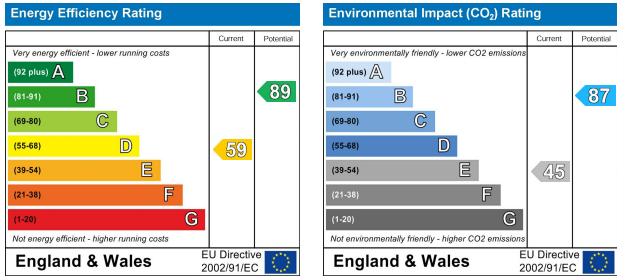 Energy Efficiency Rating
Current Potential
Very energy efficient - lower running costs
(92 plus) A
(81-91) B
(69-80) C
(55-68) D
(39-54) E
(21-38) F
(1-20) G
59
89
Not energy efficient - higher running costs
England & Wales
EU Directive
2002/91/EC
Environmental Impact (CO₂) Rating
Current Potential
Very environmentally friendly - lower CO2 emissions
(92 plus) A
(81-91) B
(69-80) C
(55-68) D
(39-54) E
(21-38) F
(1-20) G
45
87
Not environmentally friendly - higher CO2 emissions
England & Wales
EU Directive
2002/91/EC